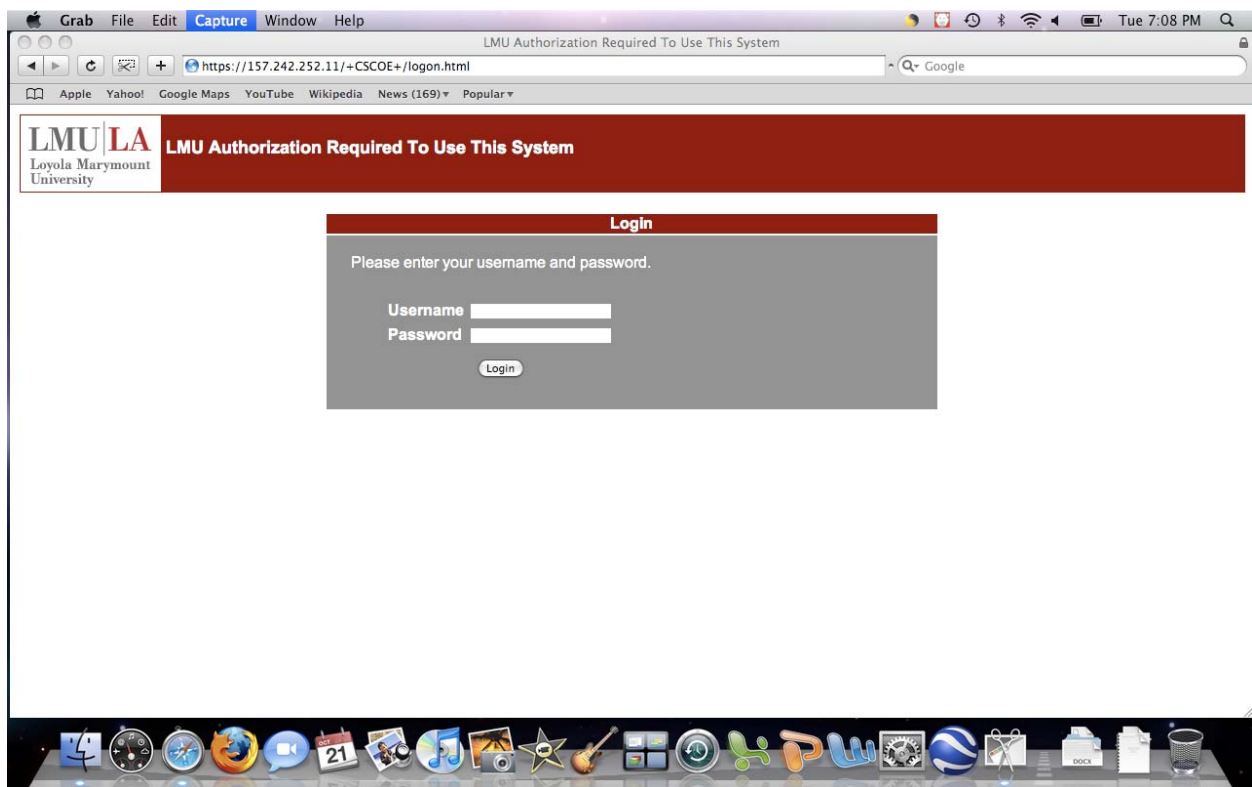 Grab File Edit Capture Window Help Tue 7:08 PM
LMU Authorization Required To Use This System
https://157.242.252.11/+CSCOE+/logon.html Google
Apple Yahoo! Google Maps YouTube Wikipedia News (169) Popular
LMU LA
Loyola Marymount
University
LMU Authorization Required To Use This System
Login
Please enter your username and password.
Username
Password
Login
OCT
21
DOCX